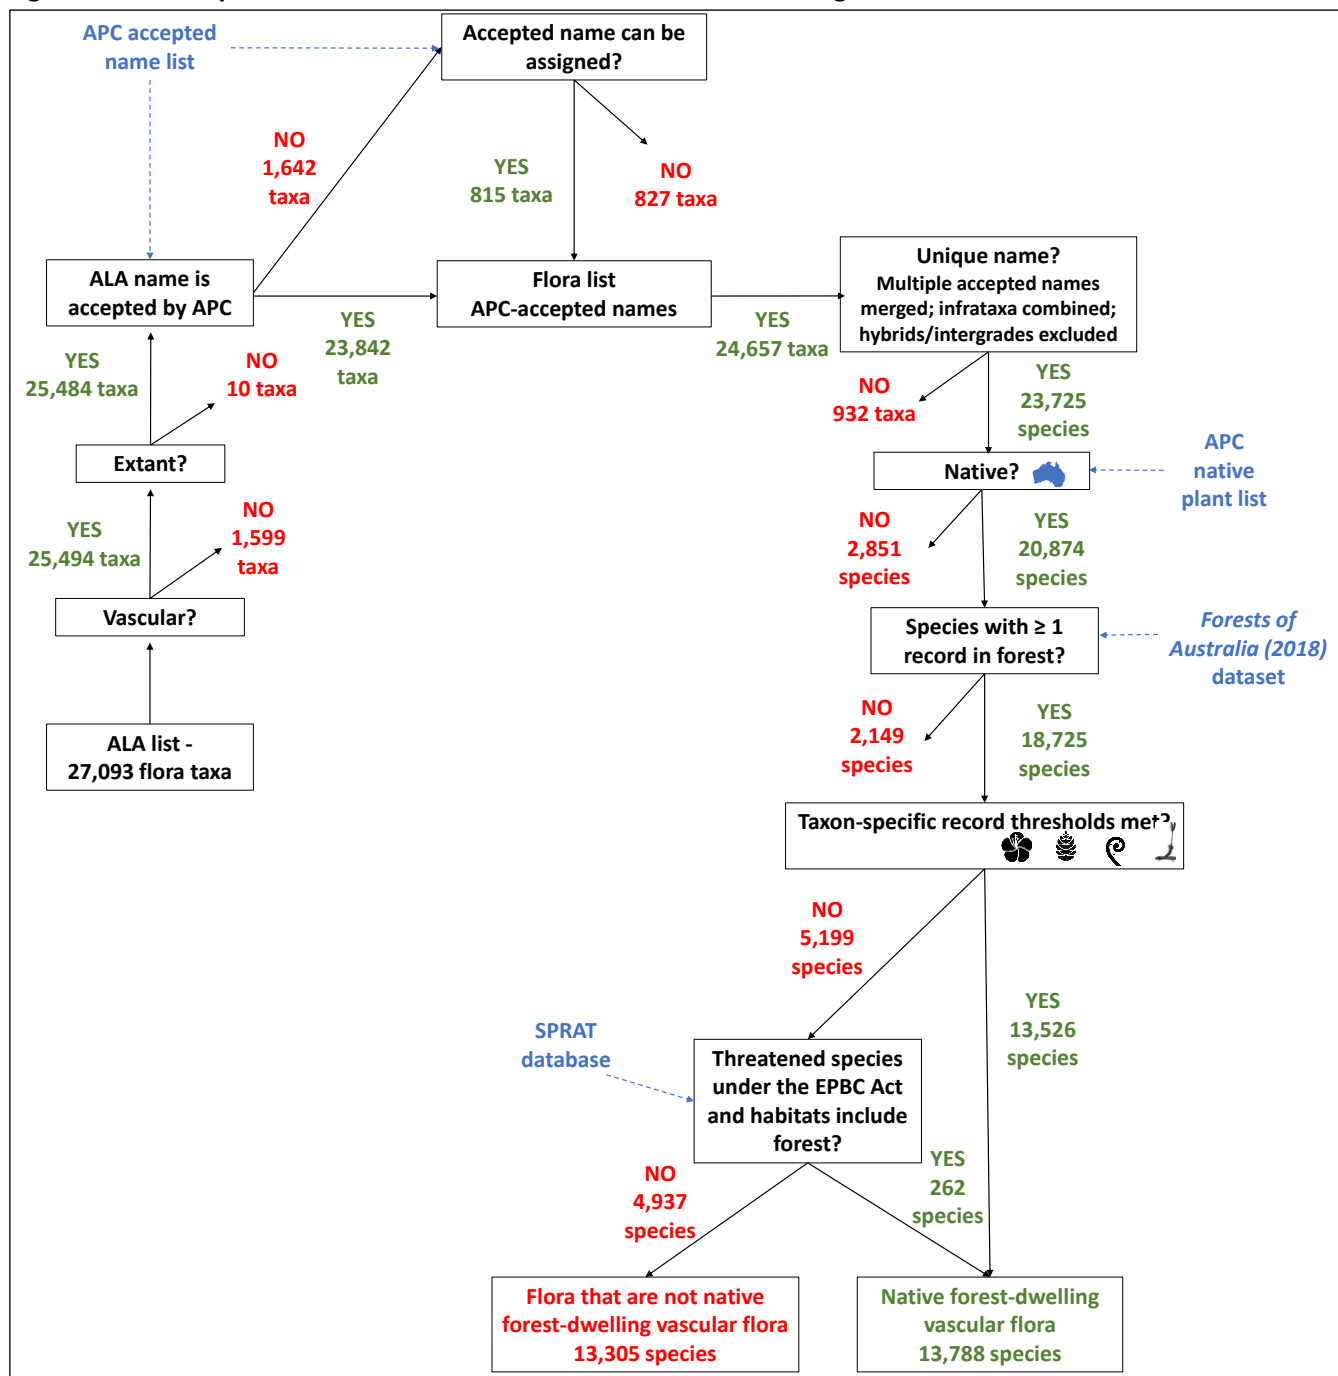 APC accepted
name list
Accepted name can be
assigned?
NO
1,642
taxa
YES
815 taxa
NO
827 taxa
ALA name is
accepted by APC
YES
23,842
taxa
Flora list
APC-accepted names
YES
24,657 taxa
Unique name?
Multiple accepted names
merged; infrataxa combined;
hybrids/intergrades excluded
YES
25,484 taxa
NO
10 taxa
NO
932 taxa
YES
23,725
species
Extant?
Native?
APC
native
plant list
YES
25,494 taxa
NO
1,599
taxa
NO
2,851
species
YES
20,874
species
Vascular?
Species with ≥ 1
record in forest?
Forests of
Australia (2018)
dataset
ALA list -
27,093 flora taxa
NO
2,149
species
YES
18,725
species
Taxon-specific record thresholds met?
NO
5,199
species
YES
13,526
species
SPRAT
database
Threatened species
under the EPBC Act
and habitats include
forest?
NO
4,937
species
YES
262
species
Flora that are not native
forest-dwelling vascular flora
13,305 species
Native forest-dwelling
vascular flora
13,788 species